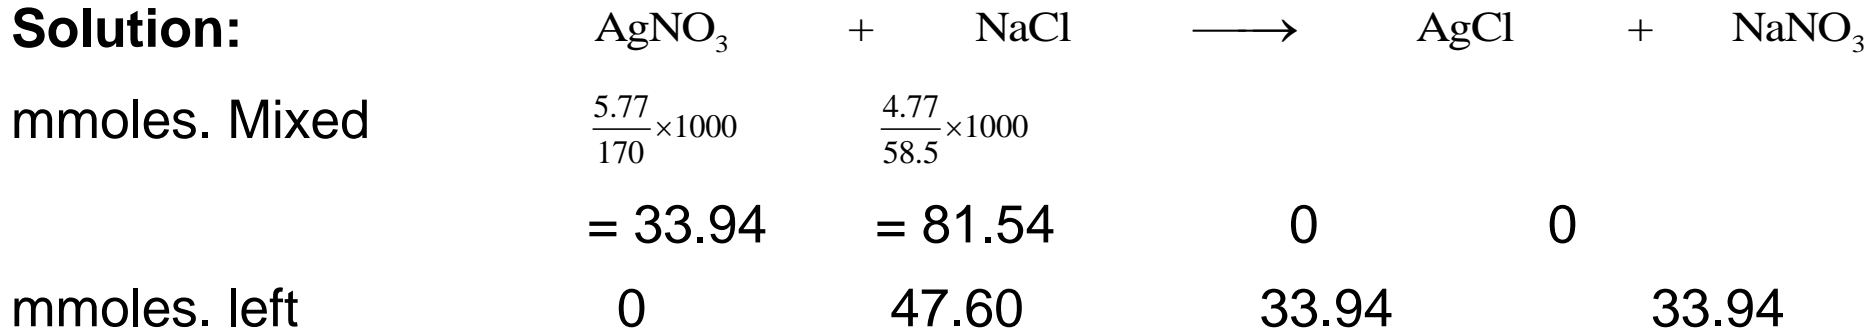 Solution: AgNO₃ + NaCl ⟶ AgCl + NaNO₃
mmoles. Mixed 5.77/170 ×1000 4.77/58.5 ×1000
= 33.94 = 81.54 0 0
mmoles. left 0 47.60 33.94 33.94